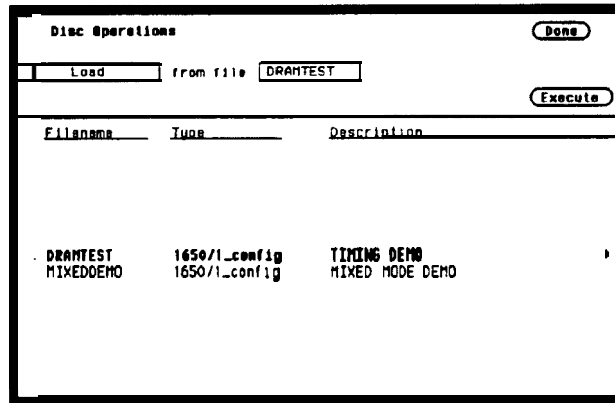 Disc Operations Done
Load from file DRAMTEST
Execute
Filename Type Description
DRAMTEST 1650/1_config TIMING DEMO
MIXEDDEMO 1650/1_config MIXED MODE DEMO